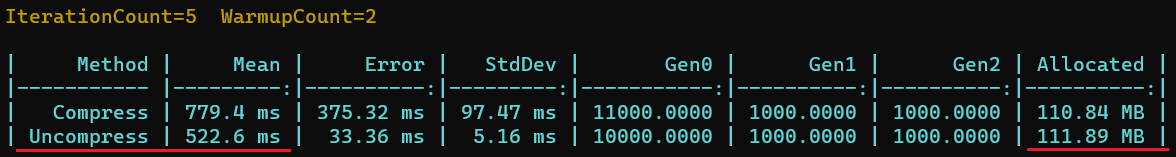 IterationCount=5  WarmupCount=2
|     Method |     Mean |     Error |   StdDev |      Gen0 |      Gen1 |      Gen2 | Allocated |
|----------- |---------:|----------:|---------:|-----------:|----------:|----------:|----------:|
|   Compress | 779.4 ms | 375.32 ms | 97.47 ms | 11000.0000 | 1000.0000 | 1000.0000 | 110.84 MB |
| Uncompress | 522.6 ms |  33.36 ms |  5.16 ms | 10000.0000 | 1000.0000 | 1000.0000 | 111.89 MB |